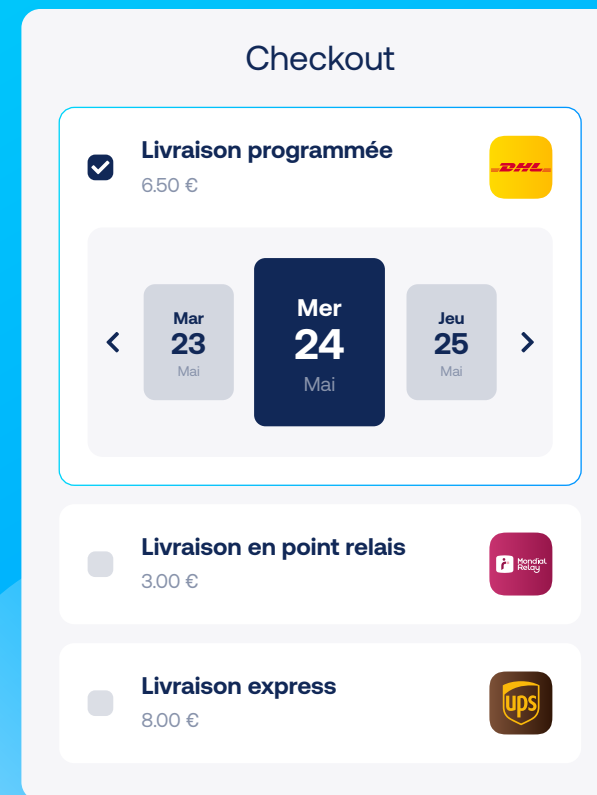 Checkout
Livraison programmée
6.50 €
DHL
Mar
23
Mai
Mer
24
Mai
Jeu
25
Mai
Livraison en point relais
3.00 €
Mondial
Relay
Livraison express
8.00 €
ups